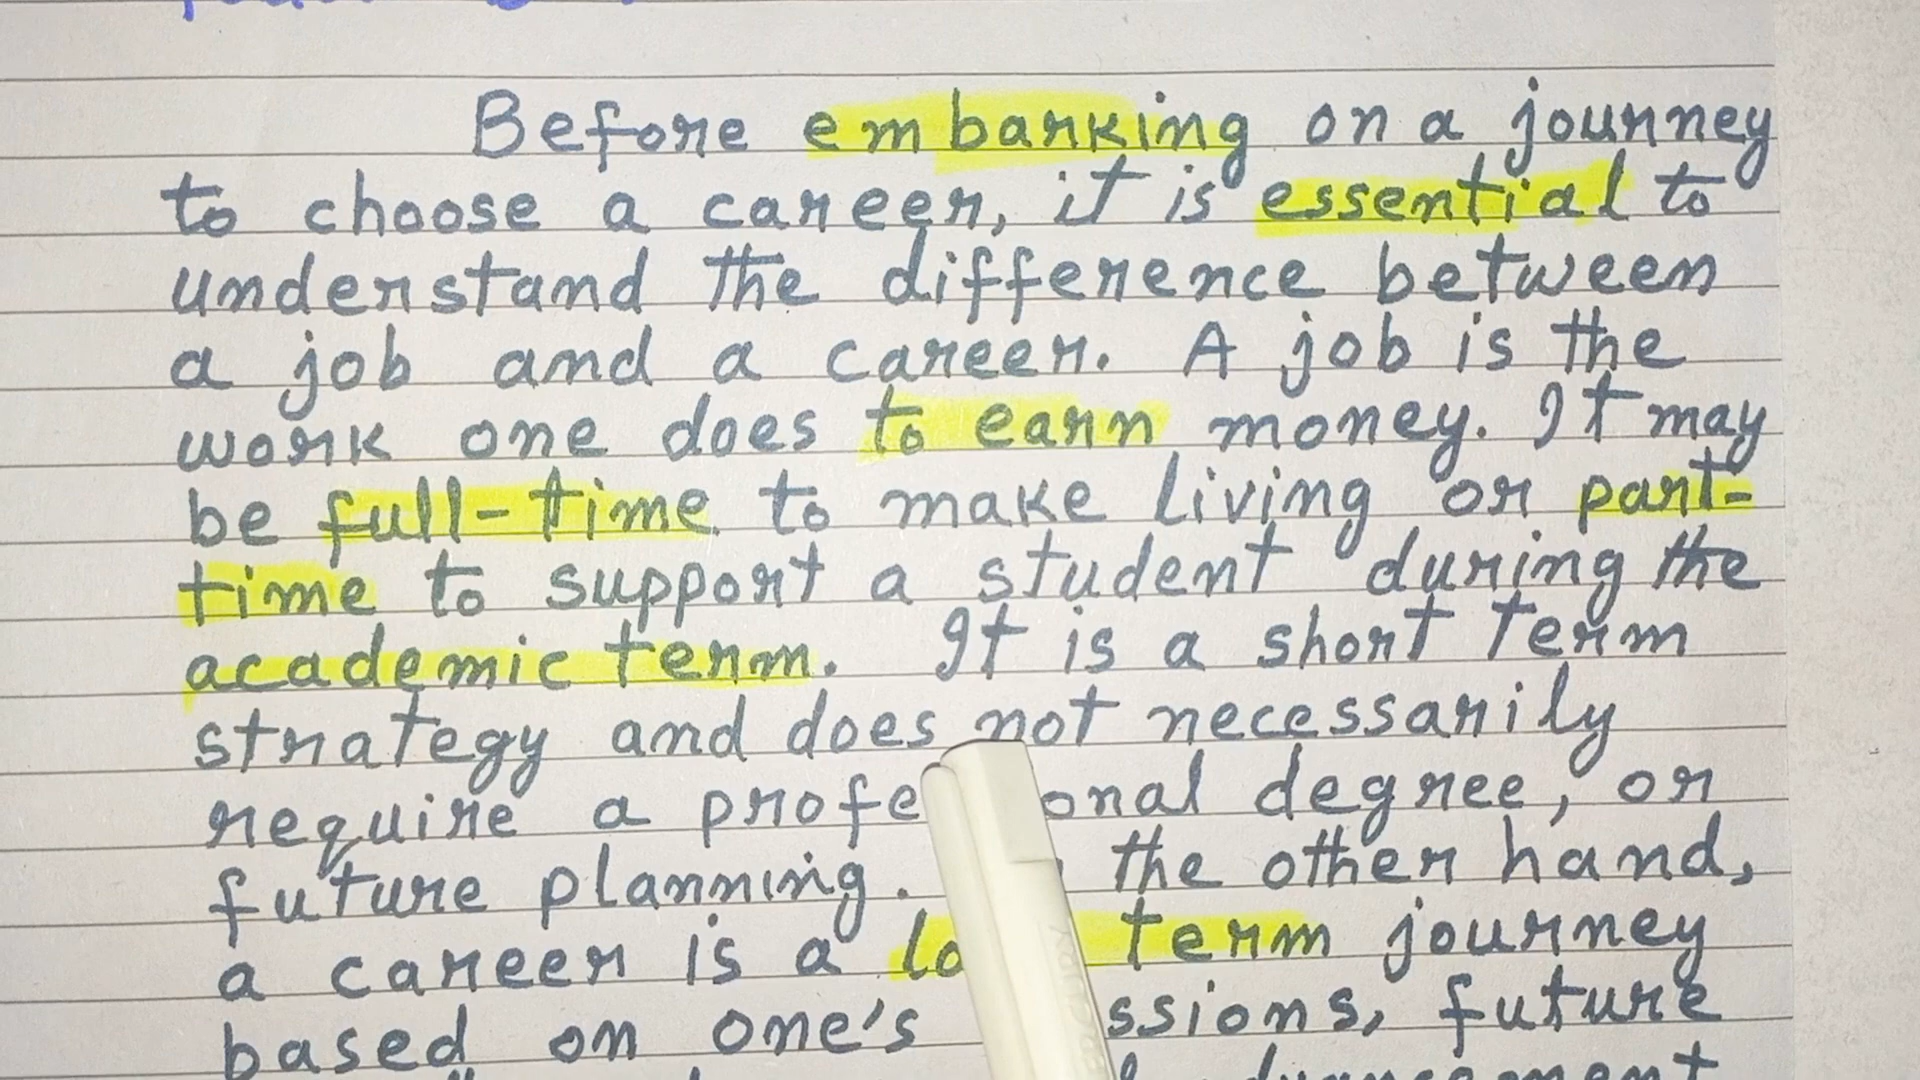 Before embarking on a journey
to choose a career, it is essential to
understand the difference between
a job and a career. A job is the
work one does to earn money. It may
be full-time to make living or part-
time to support a student during the
academic term. It is a short term
strategy and does not necessarily
require a degree, or
future planning. the other hand,
a career is a term journey
based on one's future